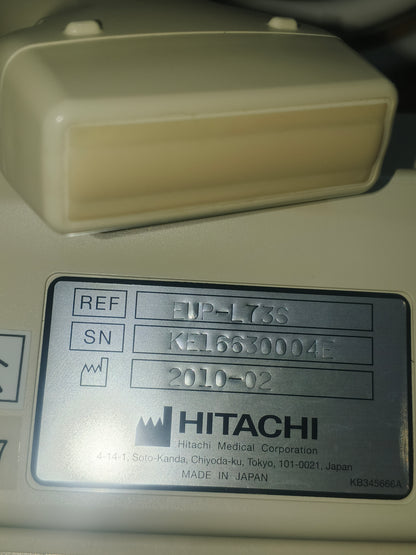 REF EUP-L73S
SN KE16630004E
2010-02
HITACHI
Hitachi Medical Corporation
4-14-1, Soto-Kanda, Chiyoda-ku, Tokyo, 101-0021, Japan
MADE IN JAPAN KB345666A